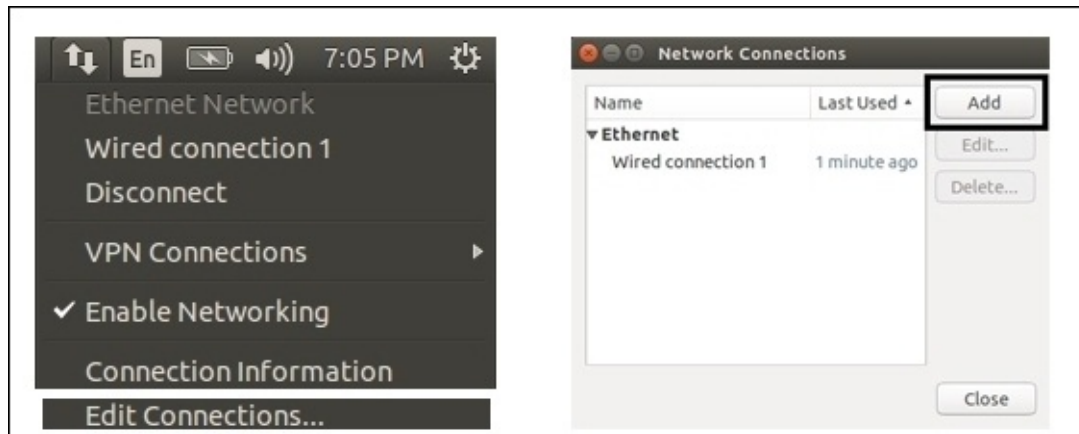 En 7:05 PM
Ethernet Network
Wired connection 1
Disconnect
VPN Connections
Enable Networking
Connection Information
Edit Connections...
Network Connections
Name Last Used Add
Ethernet
Wired connection 1 1 minute ago
Edit...
Delete...
Close